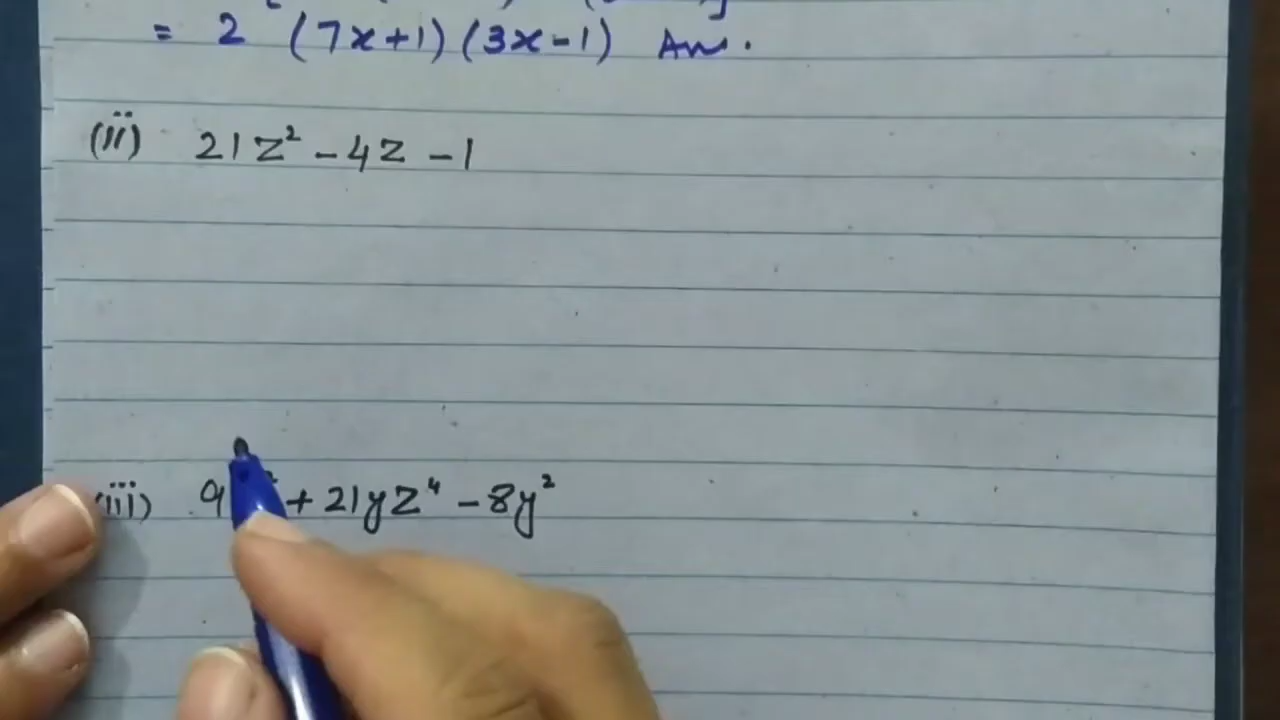 = 2 (7x+1) (3x-1) Ans.
(ii) 21z² - 4z - 1
(iii) 9 + 21yz⁴ - 8y²